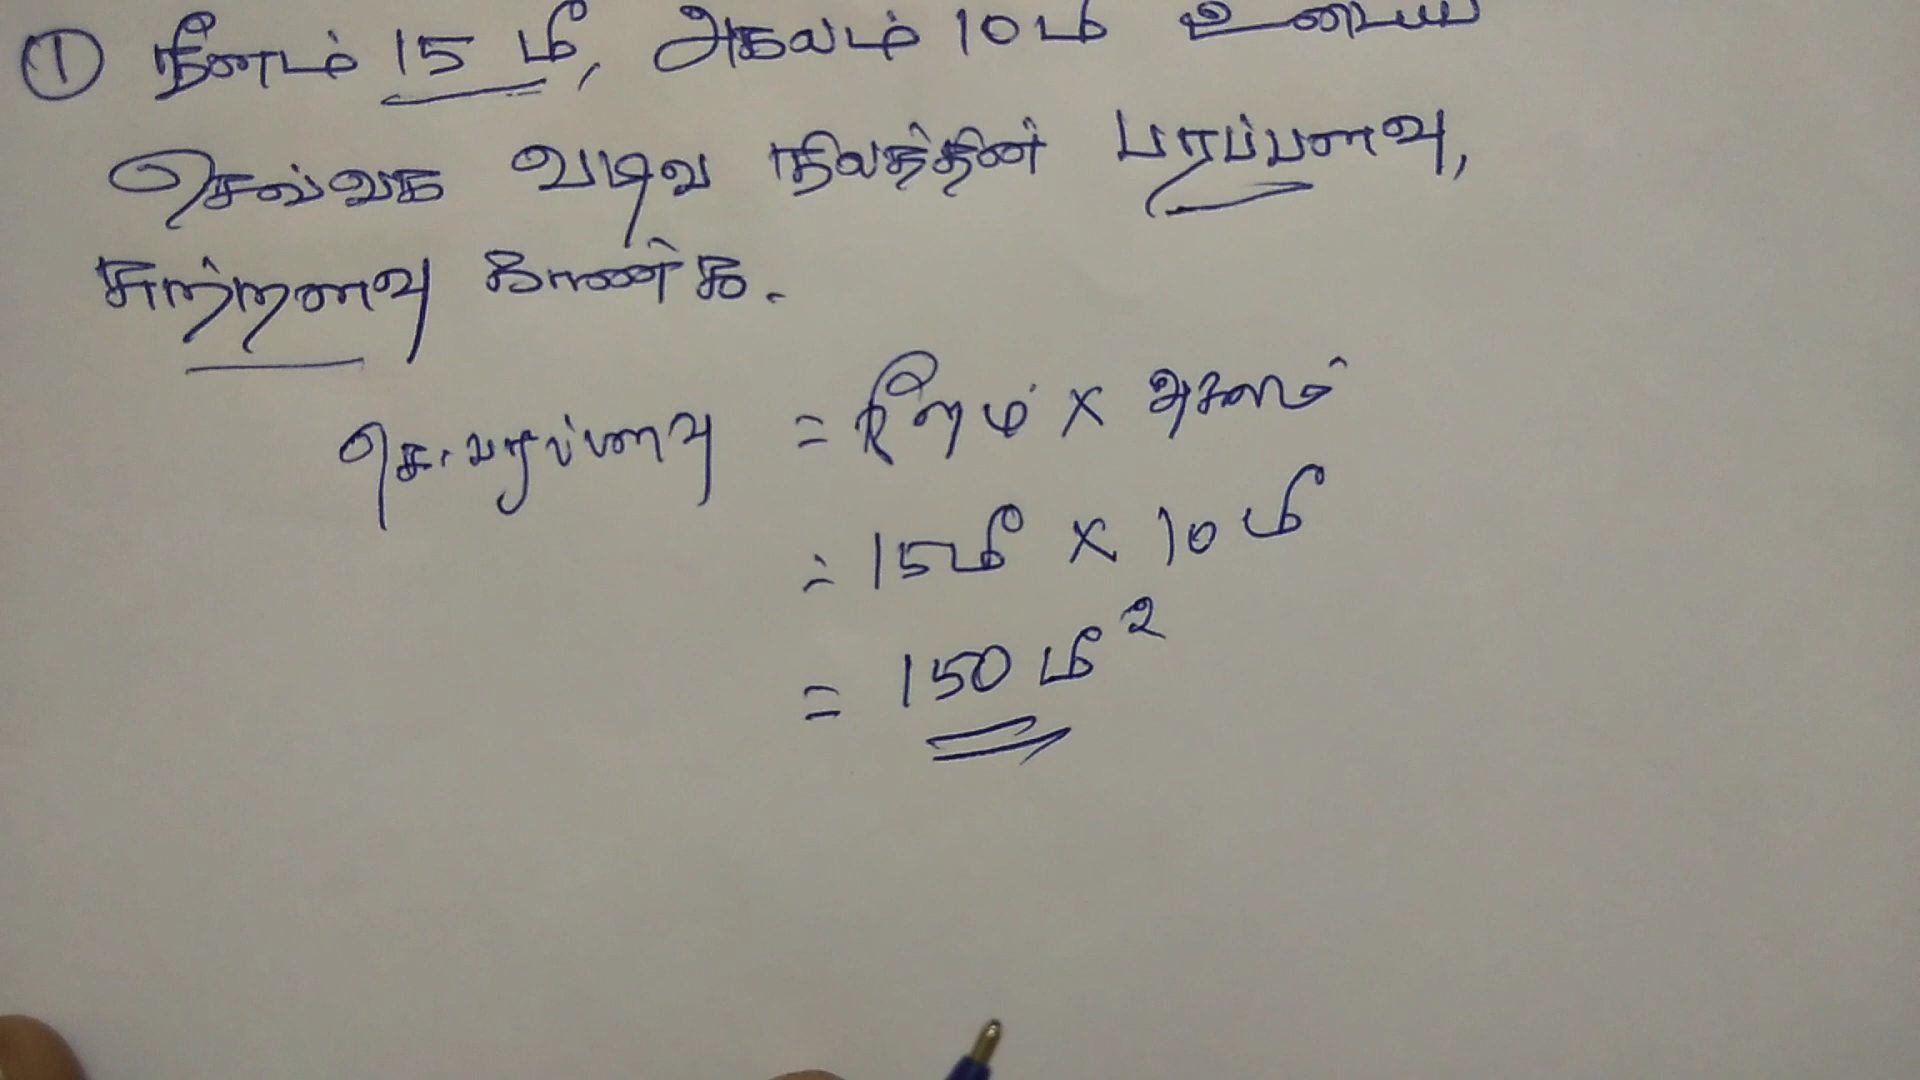 ① நீளம் 15 மீ, அகலம் 10 மீ உடைய
செவ்வக வடிவ நிலத்தின் பரப்பளவு,
சுற்றளவு காண்க.
செ. பரப்பளவு = நீளம் × அகலம்
= 15மீ × 10 மீ
= 150 மீ²